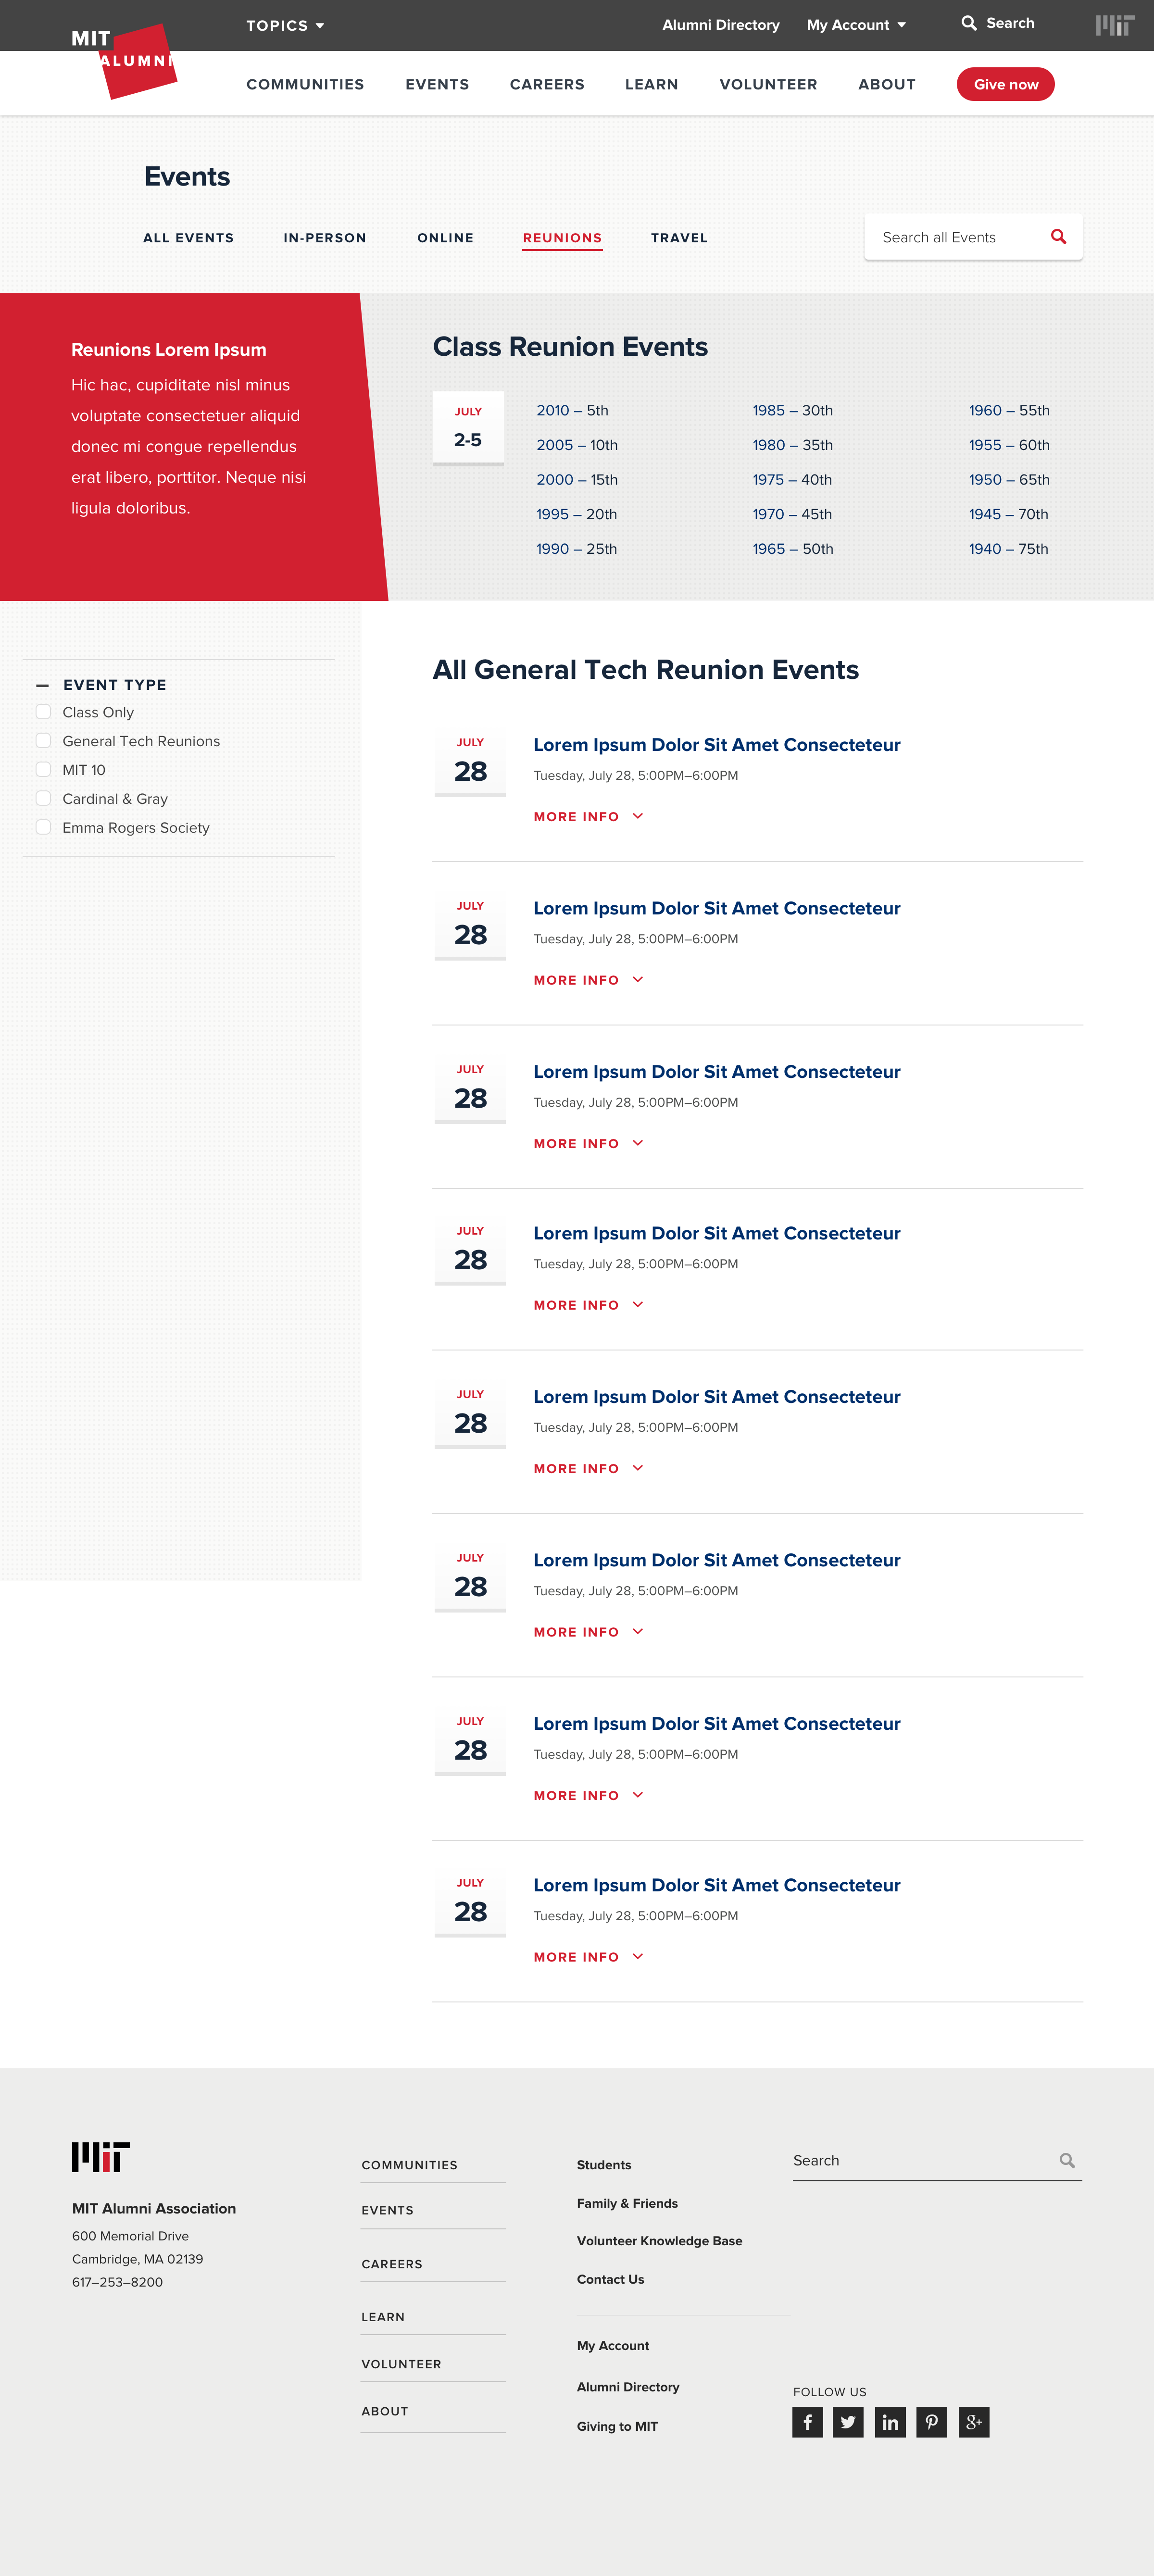 TOPICS
Alumni Directory
My Account
Search
MIT
MIT
ALUMNI
COMMUNITIES
EVENTS
CAREERS
LEARN
VOLUNTEER
ABOUT
Give now
Events
ALL EVENTS
IN-PERSON
ONLINE
REUNIONS
TRAVEL
Search all Events
Reunions Lorem Ipsum
Hic hac, cupiditate nisl minus
voluptate consectetuer aliquid
donec mi congue repellendus
erat libero, porttitor. Neque nisi
ligula doloribus.
Class Reunion Events
JULY
2-5
2010 – 5th
2005 – 10th
2000 – 15th
1995 – 20th
1990 – 25th
1985 – 30th
1980 – 35th
1975 – 40th
1970 – 45th
1965 – 50th
1960 – 55th
1955 – 60th
1950 – 65th
1945 – 70th
1940 – 75th
EVENT TYPE
Class Only
General Tech Reunions
MIT 10
Cardinal & Gray
Emma Rogers Society
All General Tech Reunion Events
JULY
28
Lorem Ipsum Dolor Sit Amet Consecteteur
Tuesday, July 28, 5:00PM–6:00PM
MORE INFO
JULY
28
Lorem Ipsum Dolor Sit Amet Consecteteur
Tuesday, July 28, 5:00PM–6:00PM
MORE INFO
JULY
28
Lorem Ipsum Dolor Sit Amet Consecteteur
Tuesday, July 28, 5:00PM–6:00PM
MORE INFO
JULY
28
Lorem Ipsum Dolor Sit Amet Consecteteur
Tuesday, July 28, 5:00PM–6:00PM
MORE INFO
JULY
28
Lorem Ipsum Dolor Sit Amet Consecteteur
Tuesday, July 28, 5:00PM–6:00PM
MORE INFO
JULY
28
Lorem Ipsum Dolor Sit Amet Consecteteur
Tuesday, July 28, 5:00PM–6:00PM
MORE INFO
JULY
28
Lorem Ipsum Dolor Sit Amet Consecteteur
Tuesday, July 28, 5:00PM–6:00PM
MORE INFO
JULY
28
Lorem Ipsum Dolor Sit Amet Consecteteur
Tuesday, July 28, 5:00PM–6:00PM
MORE INFO
MIT
MIT Alumni Association
600 Memorial Drive
Cambridge, MA 02139
617–253–8200
COMMUNITIES
EVENTS
CAREERS
LEARN
VOLUNTEER
ABOUT
Students
Family & Friends
Volunteer Knowledge Base
Contact Us
My Account
Alumni Directory
Giving to MIT
Search
FOLLOW US
f
in
g+